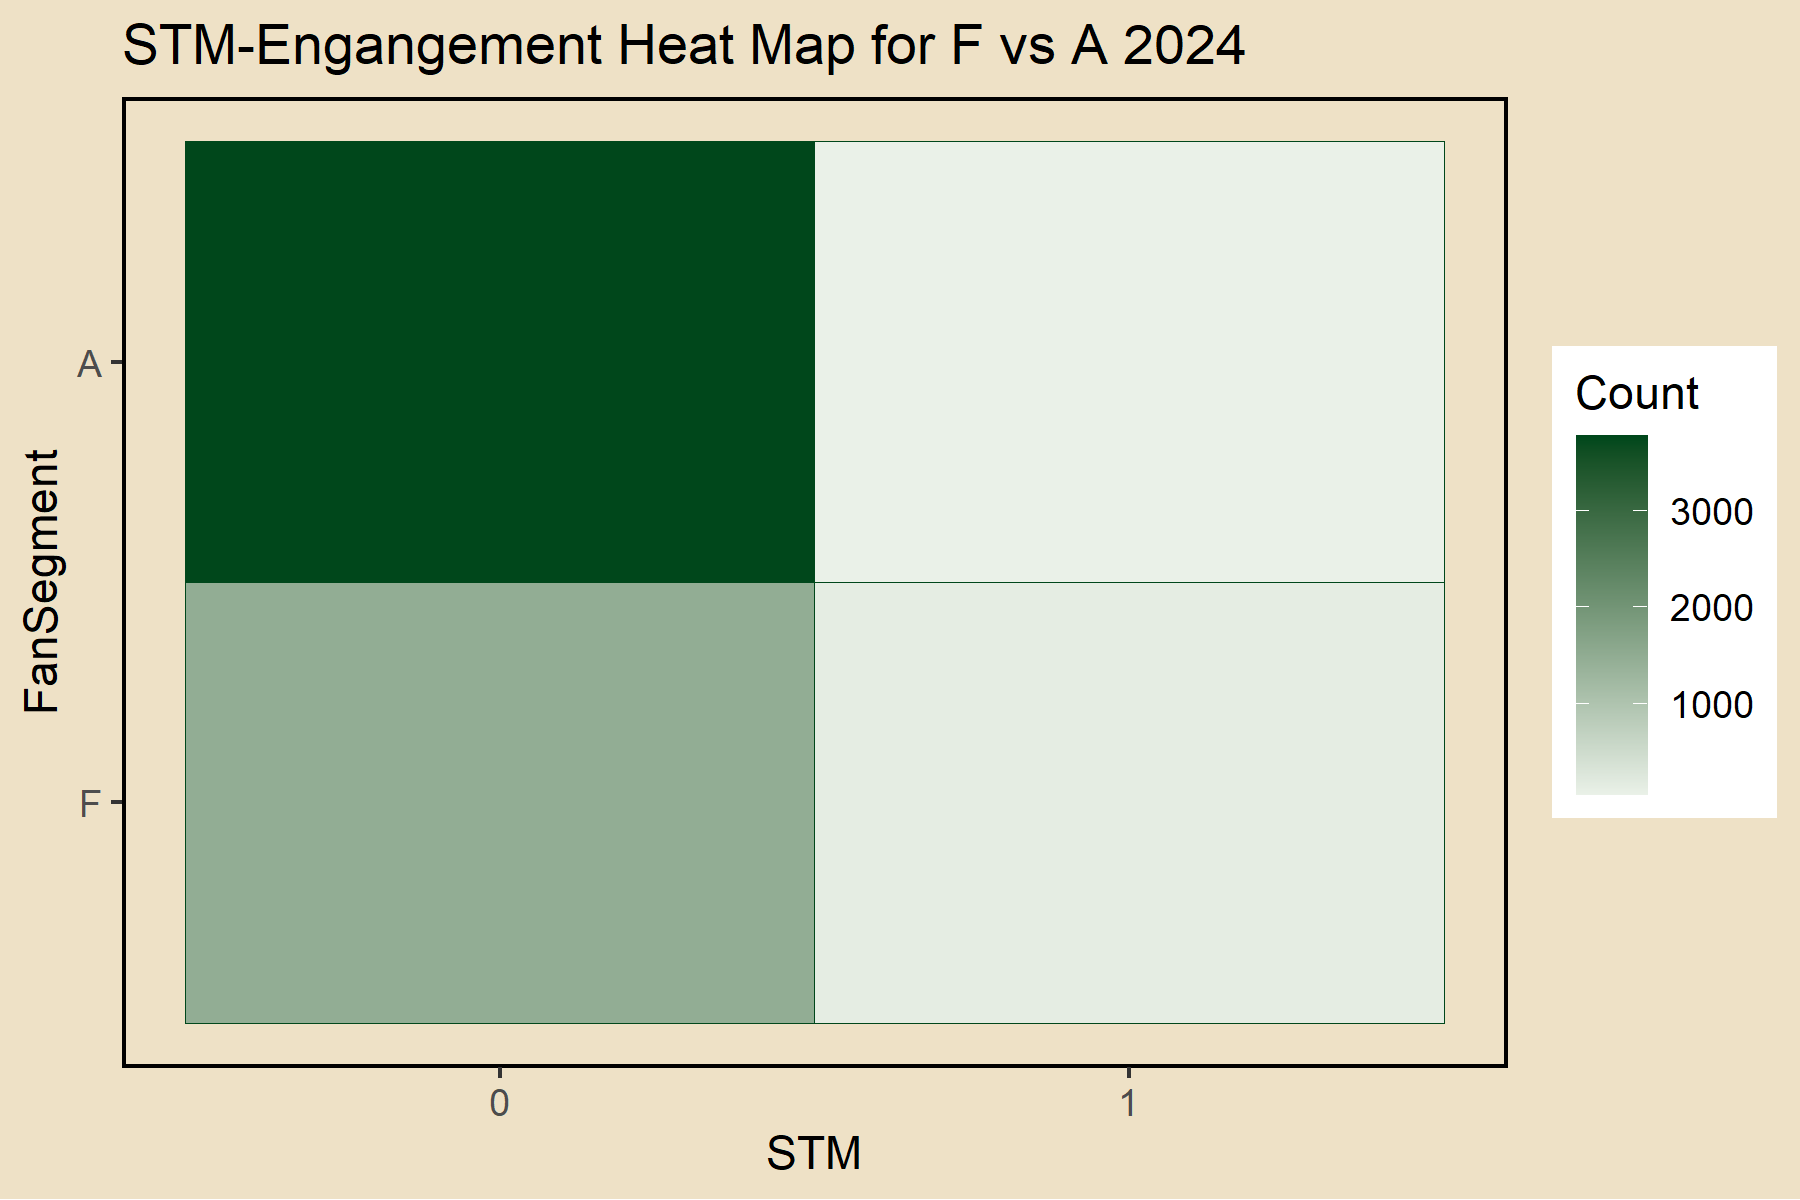 STM-Engangement Heat Map for F vs A 2024
A
F
FanSegment
0
1
STM
Count
3000
2000
1000